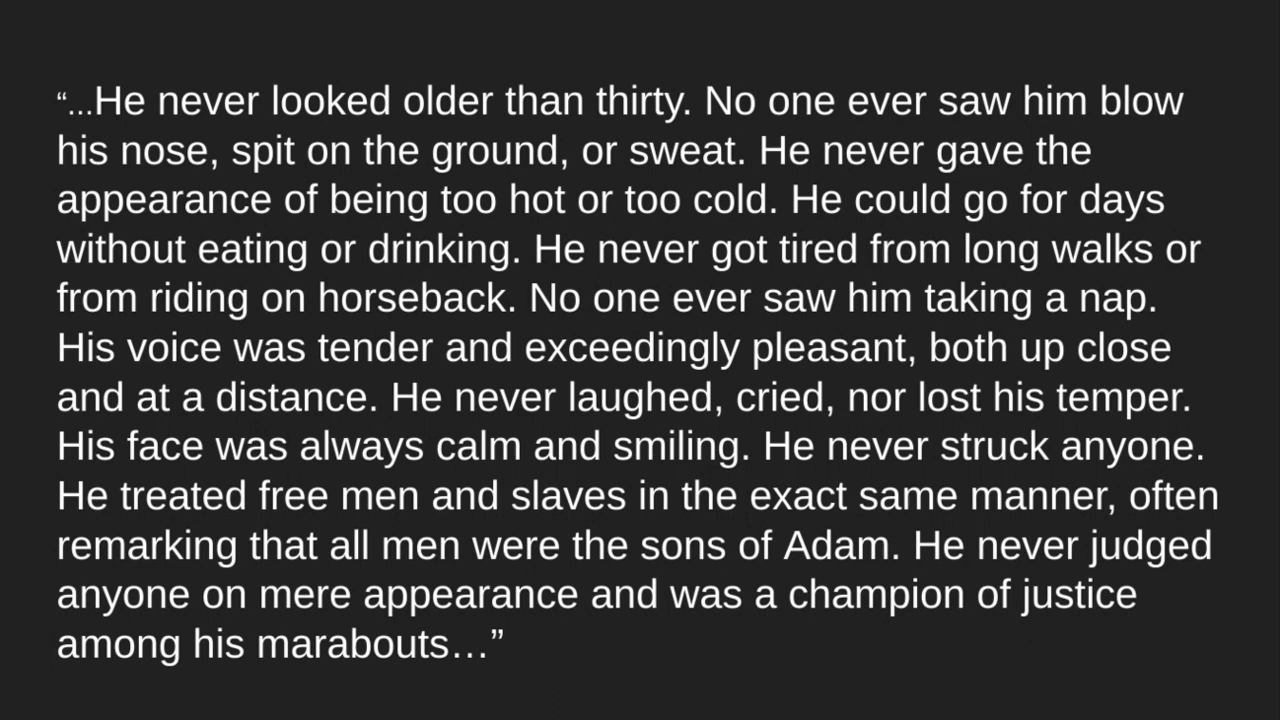 “...He never looked older than thirty. No one ever saw him blow
his nose, spit on the ground, or sweat. He never gave the
appearance of being too hot or too cold. He could go for days
without eating or drinking. He never got tired from long walks or
from riding on horseback. No one ever saw him taking a nap.
His voice was tender and exceedingly pleasant, both up close
and at a distance. He never laughed, cried, nor lost his temper.
His face was always calm and smiling. He never struck anyone.
He treated free men and slaves in the exact same manner, often
remarking that all men were the sons of Adam. He never judged
anyone on mere appearance and was a champion of justice
among his marabouts…”